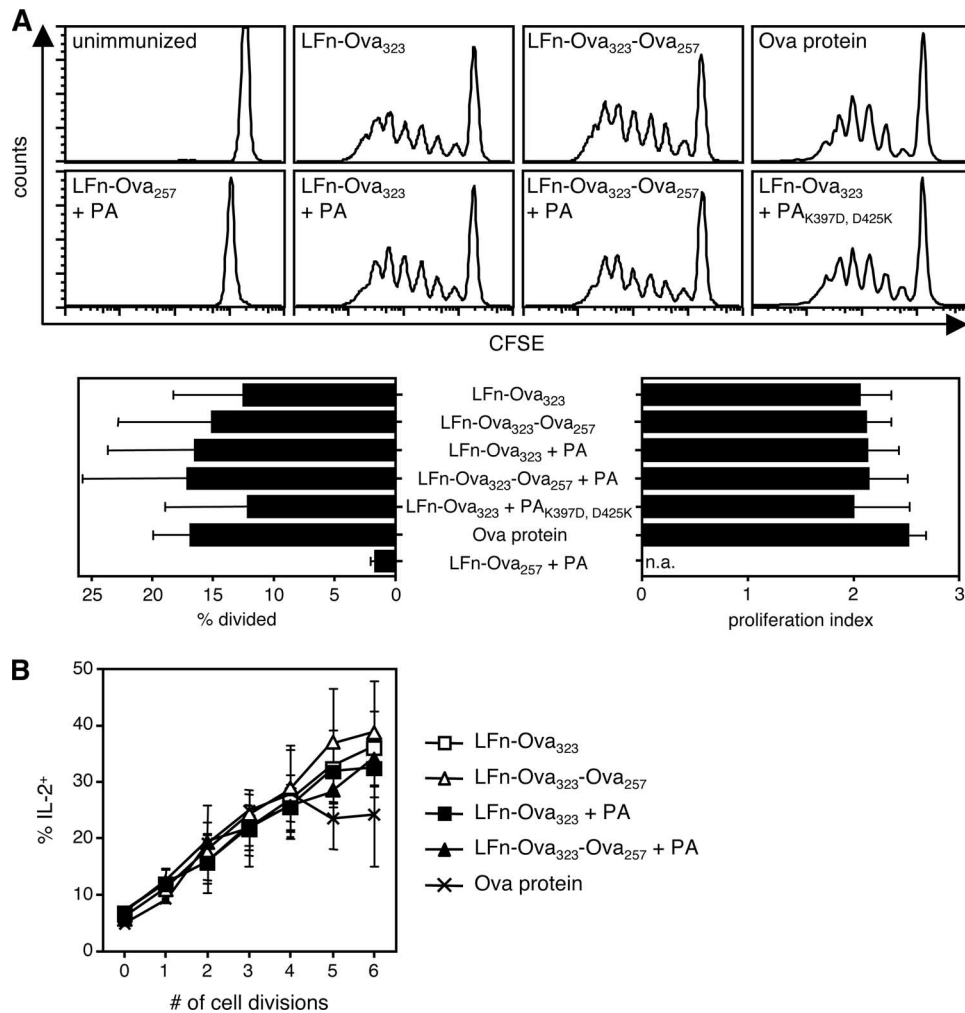 A
unimmunized
LFn-Ova323
LFn-Ova323-Ova257
Ova protein
LFn-Ova257
+ PA
LFn-Ova323
+ PA
LFn-Ova323-Ova257
+ PA
LFn-Ova323
+ PAK397D, D425K
counts
CFSE
LFn-Ova323
LFn-Ova323-Ova257
LFn-Ova323 + PA
LFn-Ova323-Ova257 + PA
LFn-Ova323 + PAK397D, D425K
Ova protein
LFn-Ova257 + PA
n.a.
25 20 15 10 5 0
% divided
0 1 2 3
proliferation index
B
50
40
30
20
10
0
% IL-2+
0 1 2 3 4 5 6
# of cell divisions
LFn-Ova323
LFn-Ova323-Ova257
LFn-Ova323 + PA
LFn-Ova323-Ova257 + PA
Ova protein